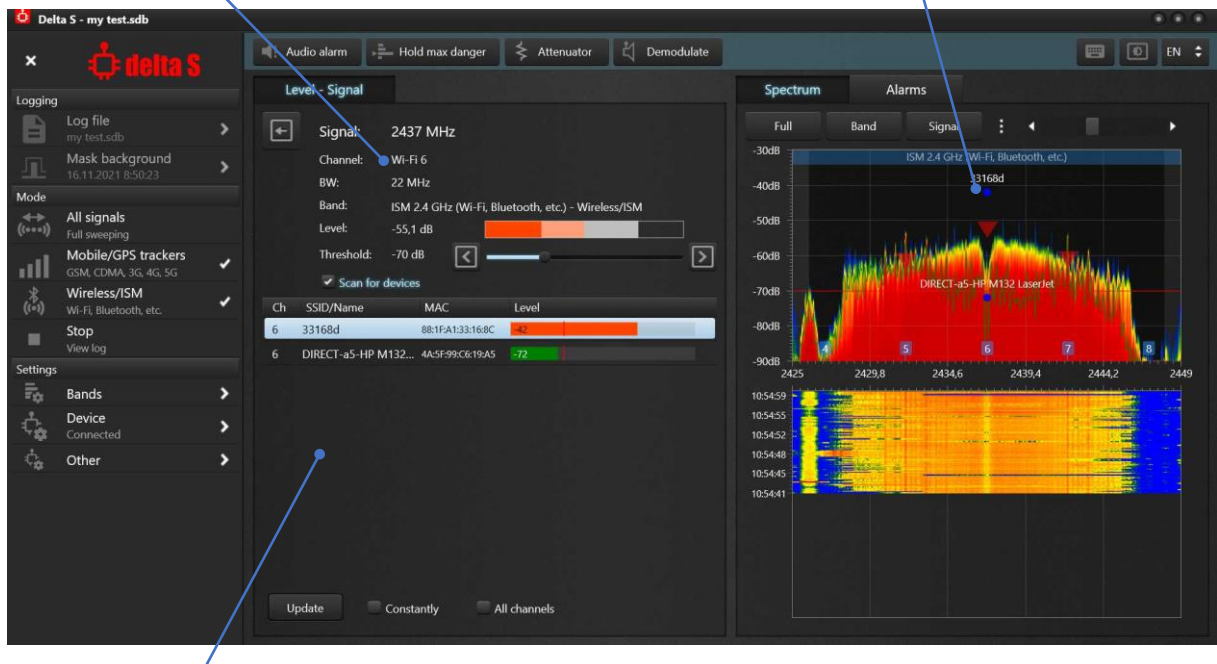 Delta S - my test.sdb
delta S
Logging
Log file
my test.sdb
Mask background
16.11.2021 8:50:23
Mode
All signals
Full sweeping
Mobile/GPS trackers
GSM, CDMA, 3G, 4G, 5G
Wireless/ISM
Wi-Fi, Bluetooth, etc.
Stop
View log
Settings
Bands
Device
Connected
Other
Audio alarm
Hold max danger
Attenuator
Demodulate
EN
Level - Signal
Signal: 2437 MHz
Channel: Wi-Fi 6
BW: 22 MHz
Band: ISM 2.4 GHz (Wi-Fi, Bluetooth, etc.) - Wireless/ISM
Level: -55,1 dB
Threshold: -70 dB
Scan for devices
Ch SSID/Name MAC Level
6 33168d 88:1F:A1:33:16:8C -42
6 DIRECT-a5-HP M132... 4A:5F:99:C6:19:A5 -72
Update Constantly All channels
Spectrum Alarms
Full Band Signal
-30dB
ISM 2.4 GHz (Wi-Fi, Bluetooth, etc.)
33168d
-40dB
-50dB
-60dB
DIRECT-a5-HP M132 LaserJet
-70dB
-80dB
4 5 6 7 8
-90dB
2425 2429,8 2434,6 2439,4 2444,2 2449
10:54:59
10:54:55
10:54:52
10:54:48
10:54:45
10:54:41